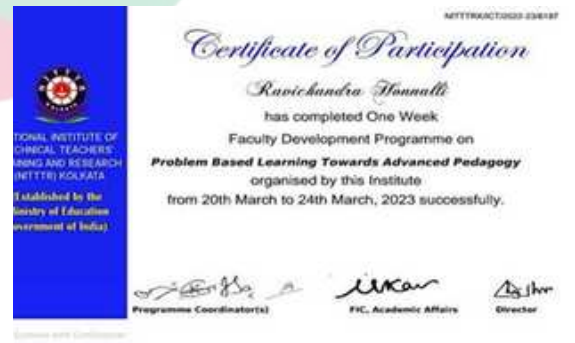 Certificate of Participation
Ravichandra Honnalli
has completed One Week
Faculty Development Programme on
Problem Based Learning Towards Advanced Pedagogy
organised by this Institute
from 20th March to 24th March, 2023 successfully.
TIONAL INSTITUTE OF
CHNICAL TEACHERS'
INING AND RESEARCH
(NITTTR) KOLKATA
Established by the
inistry of Education
overnment of India)
Programme Coordinator(s)
FIC, Academic Affairs
Director